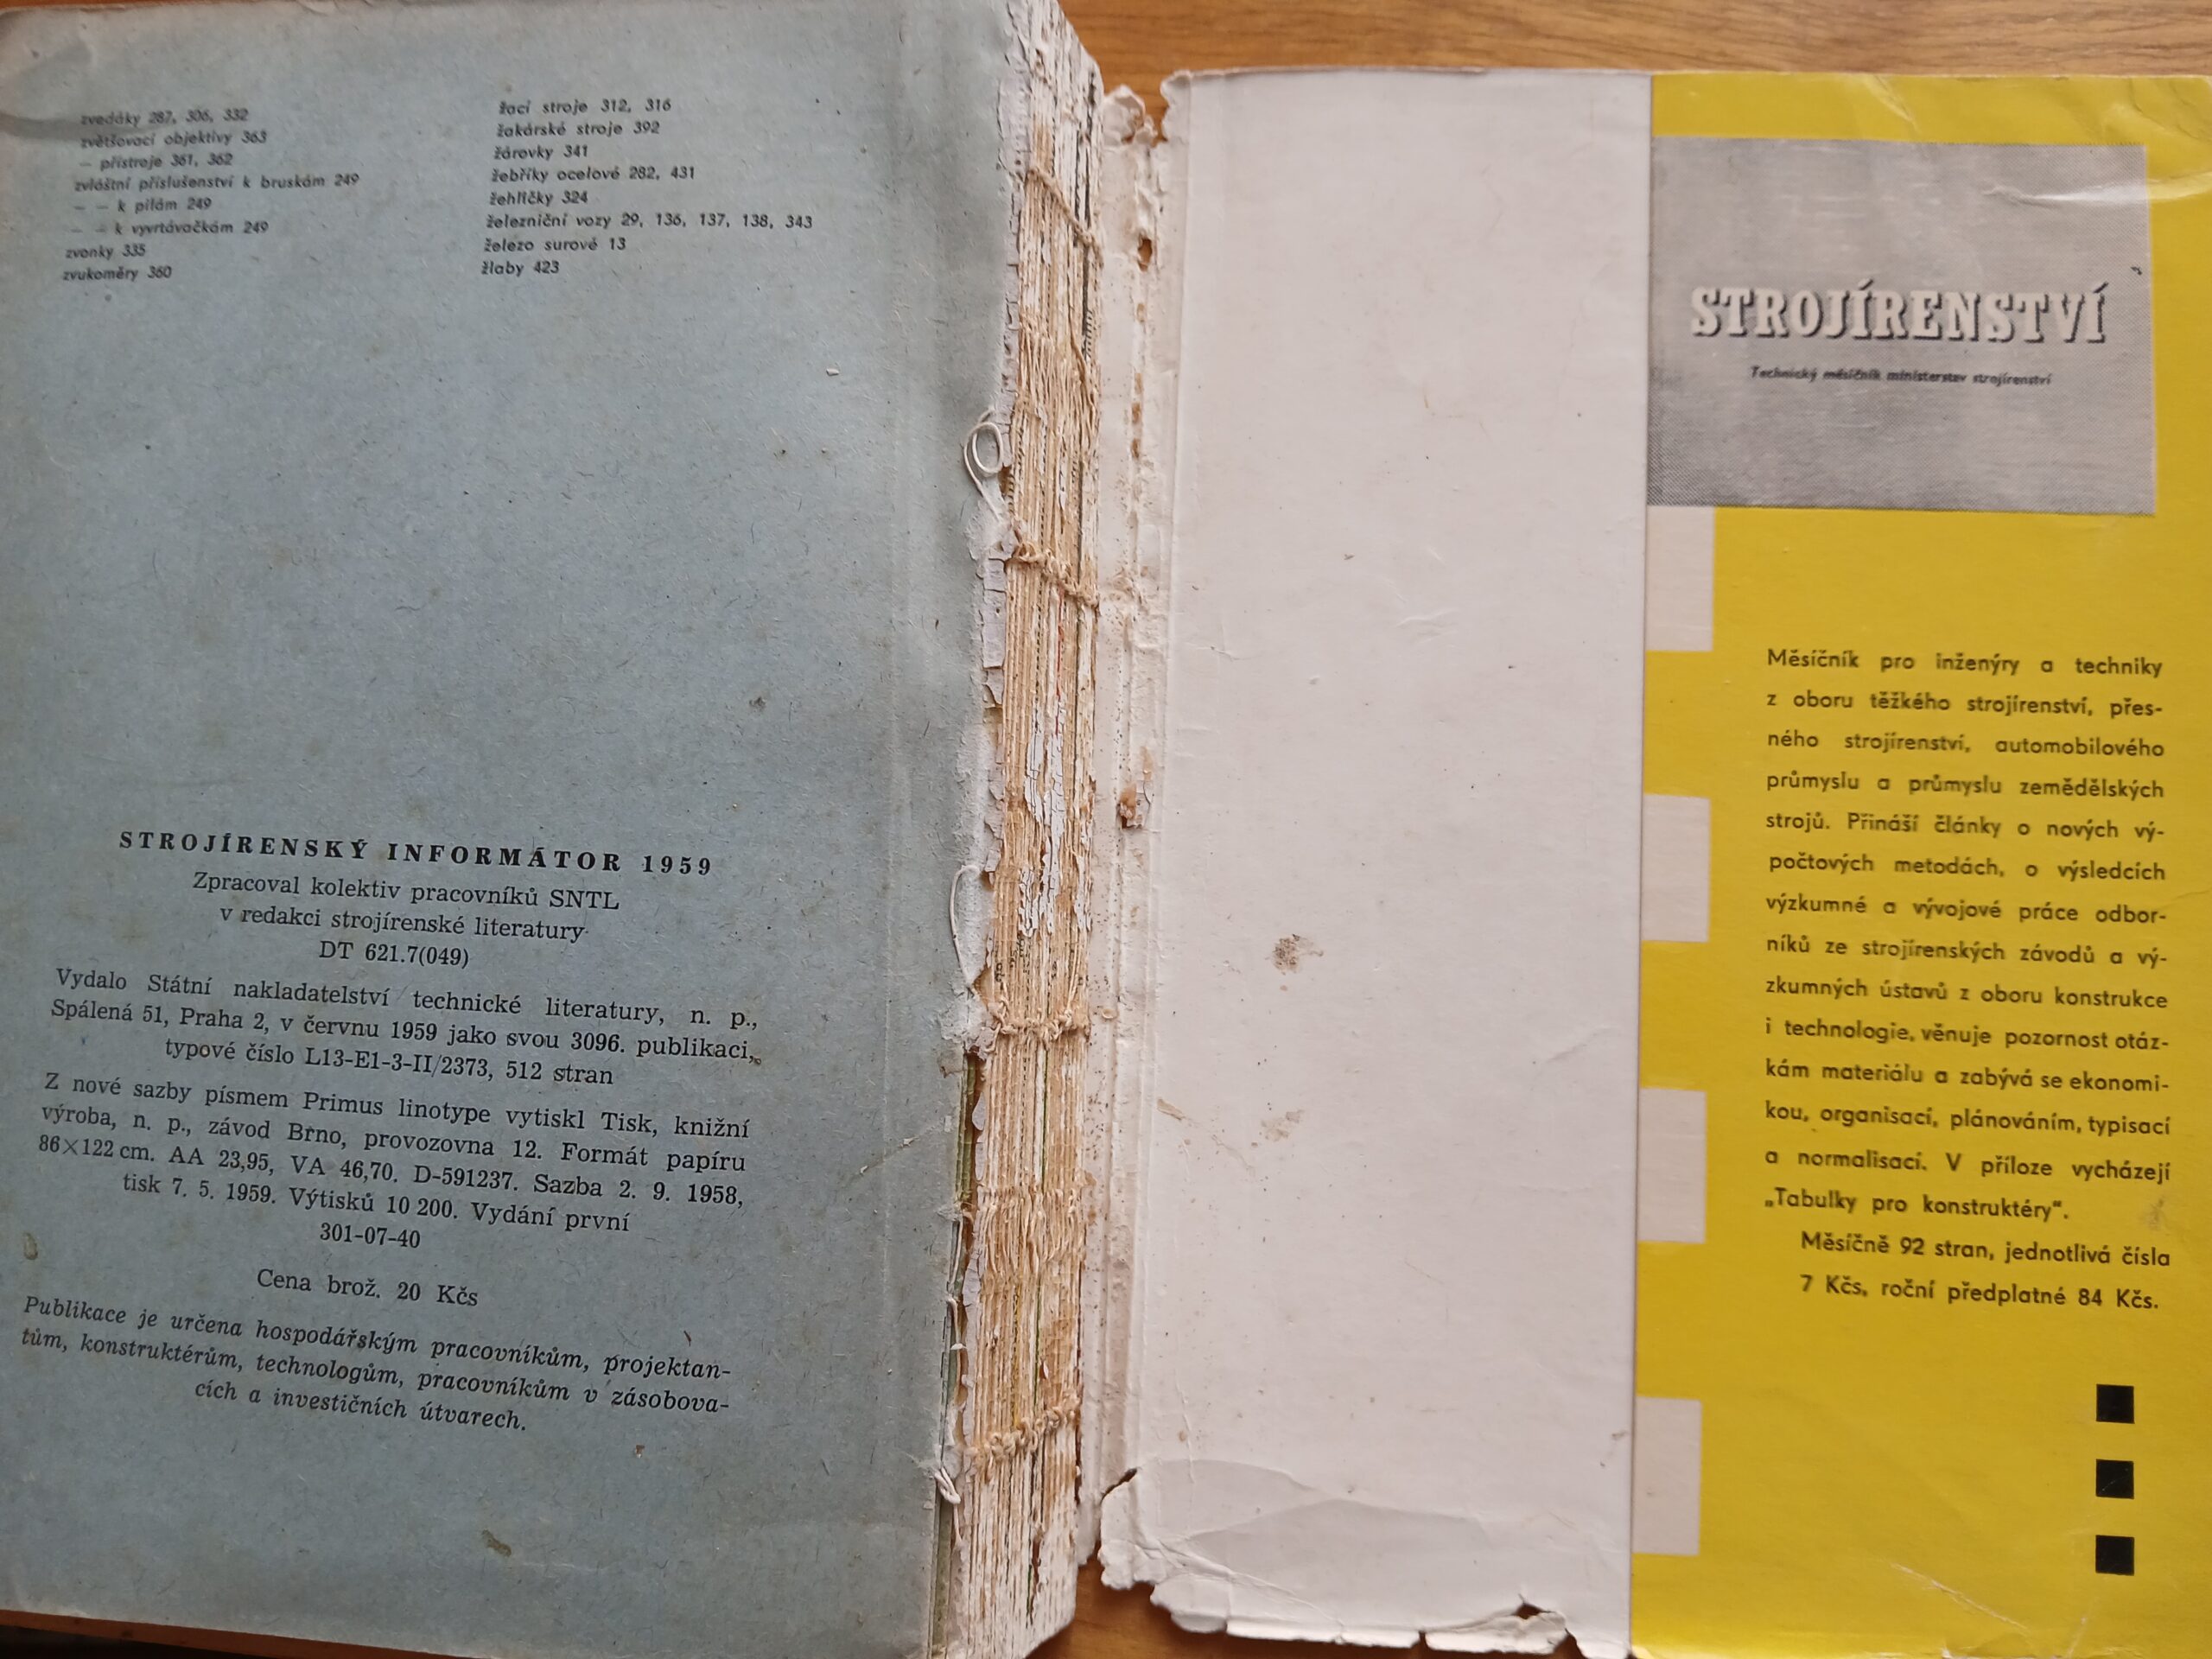 zvedáky 287, 306, 332
zvětšovací objektivy 363
— přístroje 361, 362
zvláštní příslušenství k bruskám 249
— — k pilám 249
— — k vyvrtávačkám 249
zvonky 335
zvukoměry 360
žací stroje 312, 316
žakárské stroje 392
žárovky 341
žebříky ocelové 282, 431
žehličky 324
železniční vozy 29, 136, 137, 138, 343
železo surové 13
žlaby 423
STROJÍRENSKÝ INFORMÁTOR 1959
Zpracoval kolektiv pracovníků SNTL
v redakci strojírenské literatury
DT 621.7(049)
Vydalo Státní nakladatelství technické literatury, n. p.,
Spálená 51, Praha 2, v červnu 1959 jako svou 3096. publikaci,
typové číslo L13-E1-3-II/2373, 512 stran
Z nové sazby písmem Primus linotype vytiskl Tisk, knižní
výroba, n. p., závod Brno, provozovna 12. Formát papíru
86×122 cm. AA 23,95, VA 46,70. D-591237. Sazba 2. 9. 1958,
tisk 7. 5. 1959. Výtisků 10 200. Vydání první
301-07-40
Cena brož. 20 Kčs
Publikace je určena hospodářským pracovníkům, projektan-
tům, konstruktérům, technologům, pracovníkům v zásobova-
cích a investičních útvarech.
STROJÍRENSTVÍ
Technický měsíčník ministerstev strojírenství
Měsíčník pro inženýry a techniky
z oboru těžkého strojírenství, přes-
ného strojírenství, automobilového
průmyslu a průmyslu zemědělských
strojů. Přináší články o nových vý-
počtových metodách, o výsledcích
výzkumné a vývojové práce odbor-
níků ze strojírenských závodů a vý-
zkumných ústavů z oboru konstrukce
i technologie, věnuje pozornost otáz-
kám materiálu a zabývá se ekonomi-
kou, organisací, plánováním, typisací
a normalisací. V příloze vycházejí
„Tabulky pro konstruktéry“.
Měsíčně 92 stran, jednotlivá čísla
7 Kčs, roční předplatné 84 Kčs.